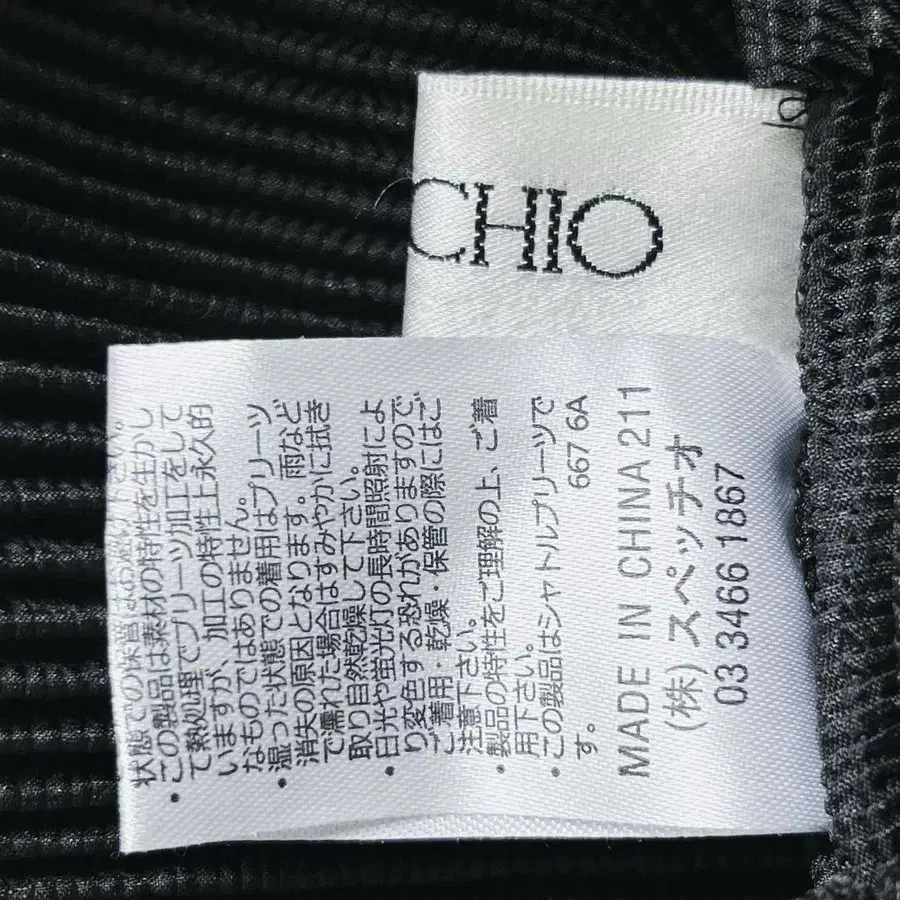 CHIO
状態での保管はお避け下さい。
・この製品は素材の特性を生かし
て熱処理でプリーツ加工をして
いますが、加工の特性上永久的
なものではありません。
・湿った状態での着用はプリーツ
消失の原因となります。雨など
で濡れた場合はすみやかに拭き
取り自然乾燥して下さい。
・日光や蛍光灯の長時間照射によ
り変色する恐れがありますので
ご着用・乾燥・保管の際にはご
注意下さい。
・製品の特性をご理解の上、ご着
用下さい。
・この製品はシャトルプリーツで
す。
667 6A
MADE IN CHINA 211
(株)スペッチオ
03 3466 1867